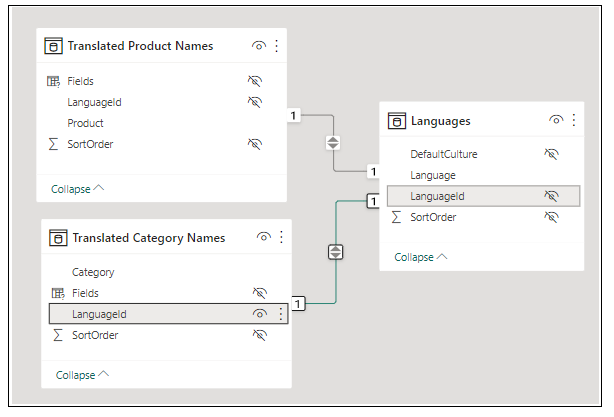 Translated Product Names
Fields
LanguageId
Product
SortOrder
Collapse
1
1
Languages
DefaultCulture
Language
LanguageId
SortOrder
Collapse
1
Translated Category Names
Category
Fields
LanguageId
SortOrder
Collapse
1